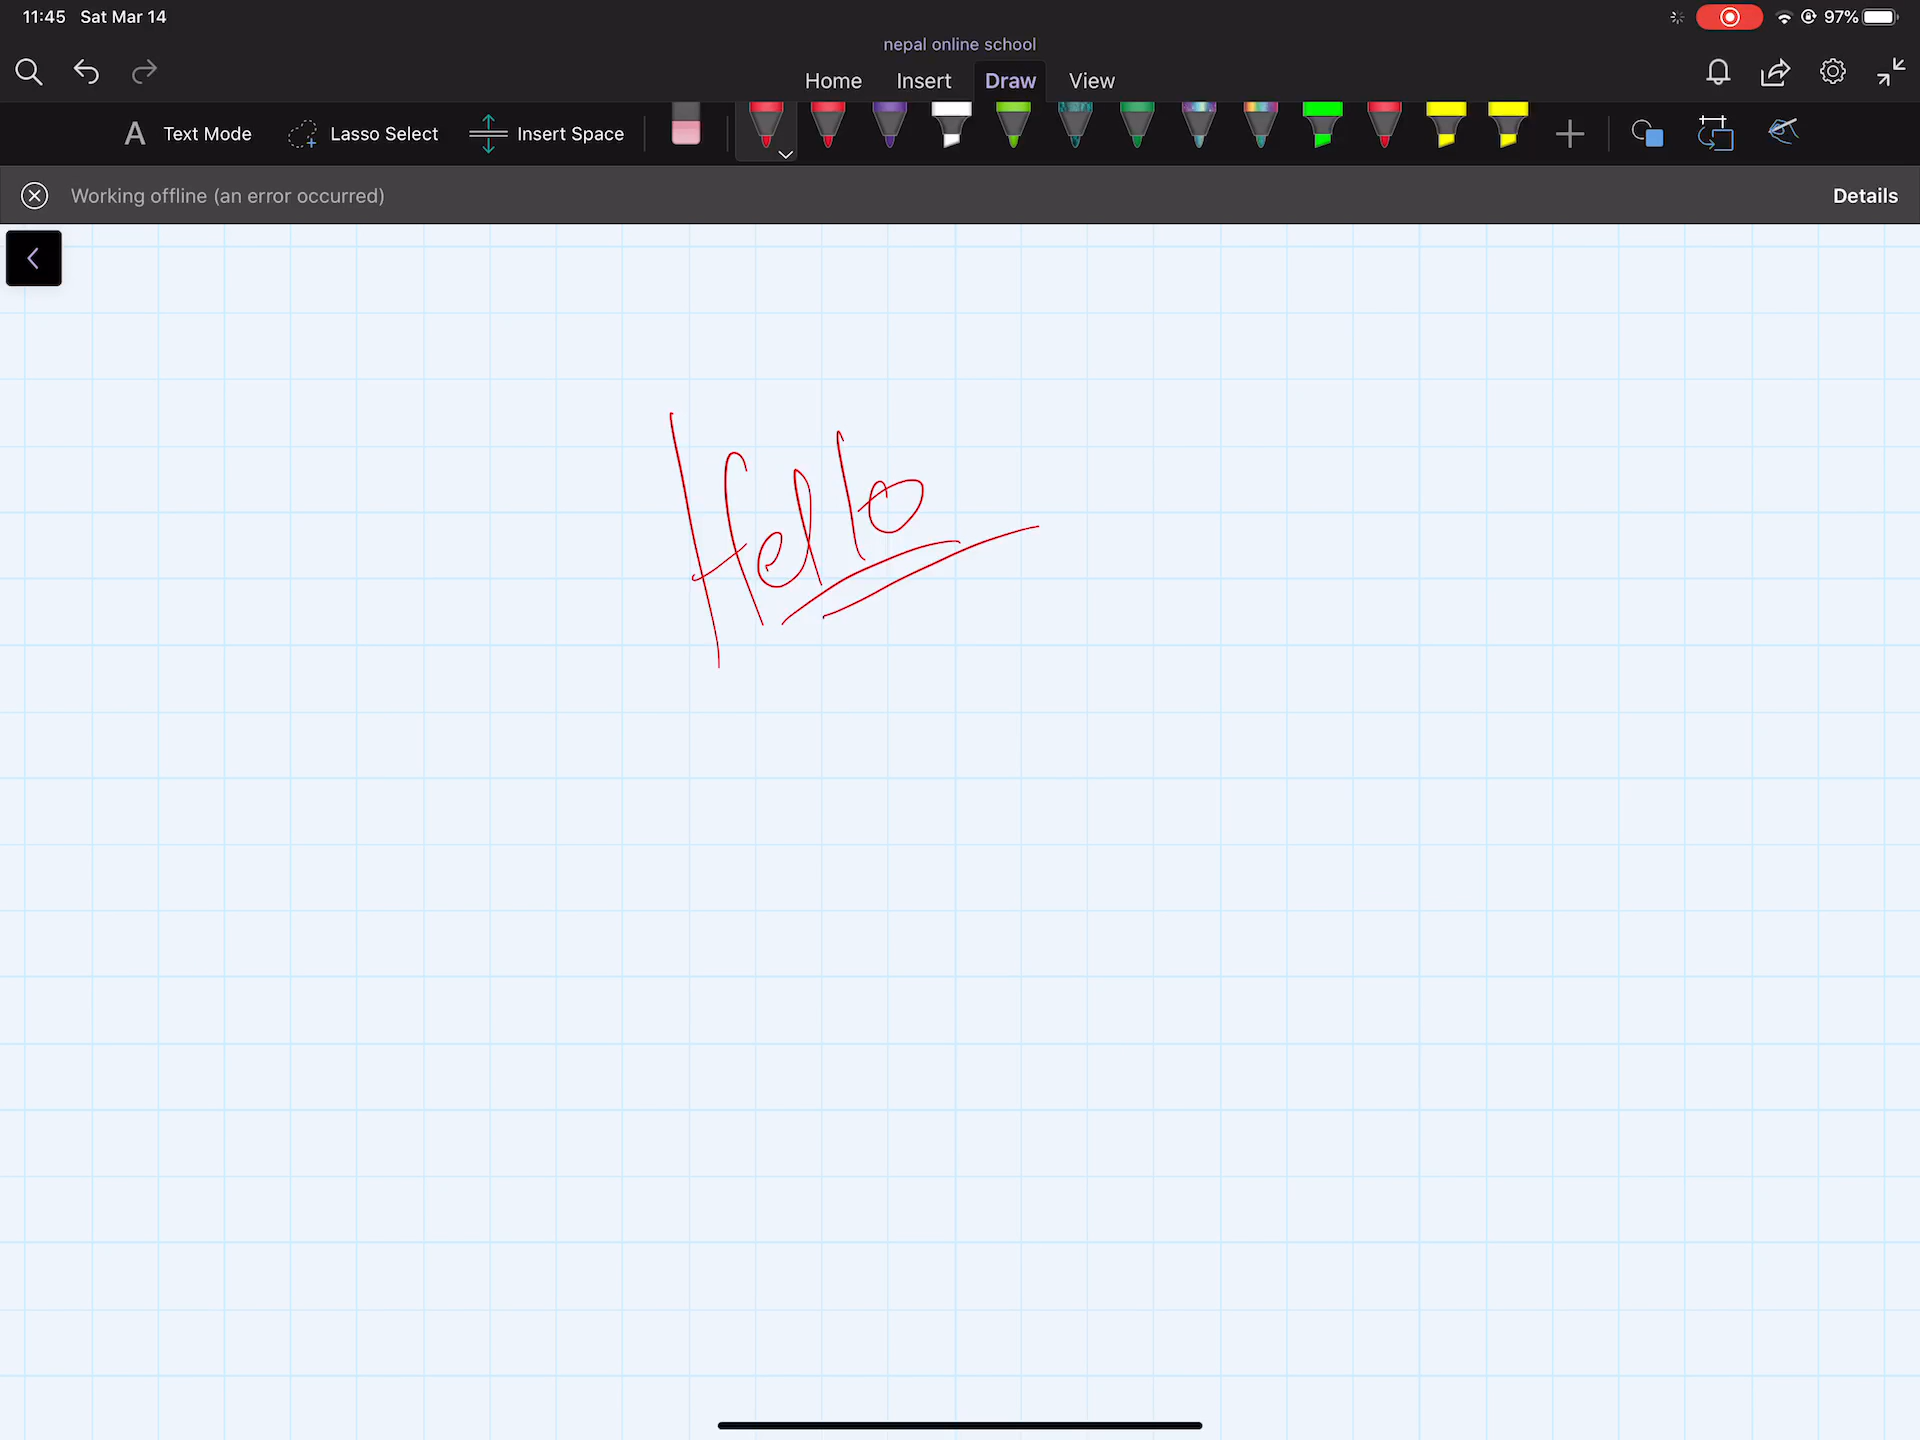 11:45 Sat Mar 14 97%
nepal online school
Home Insert Draw View
A Text Mode Lasso Select Insert Space
Working offline (an error occurred) Details
Hello